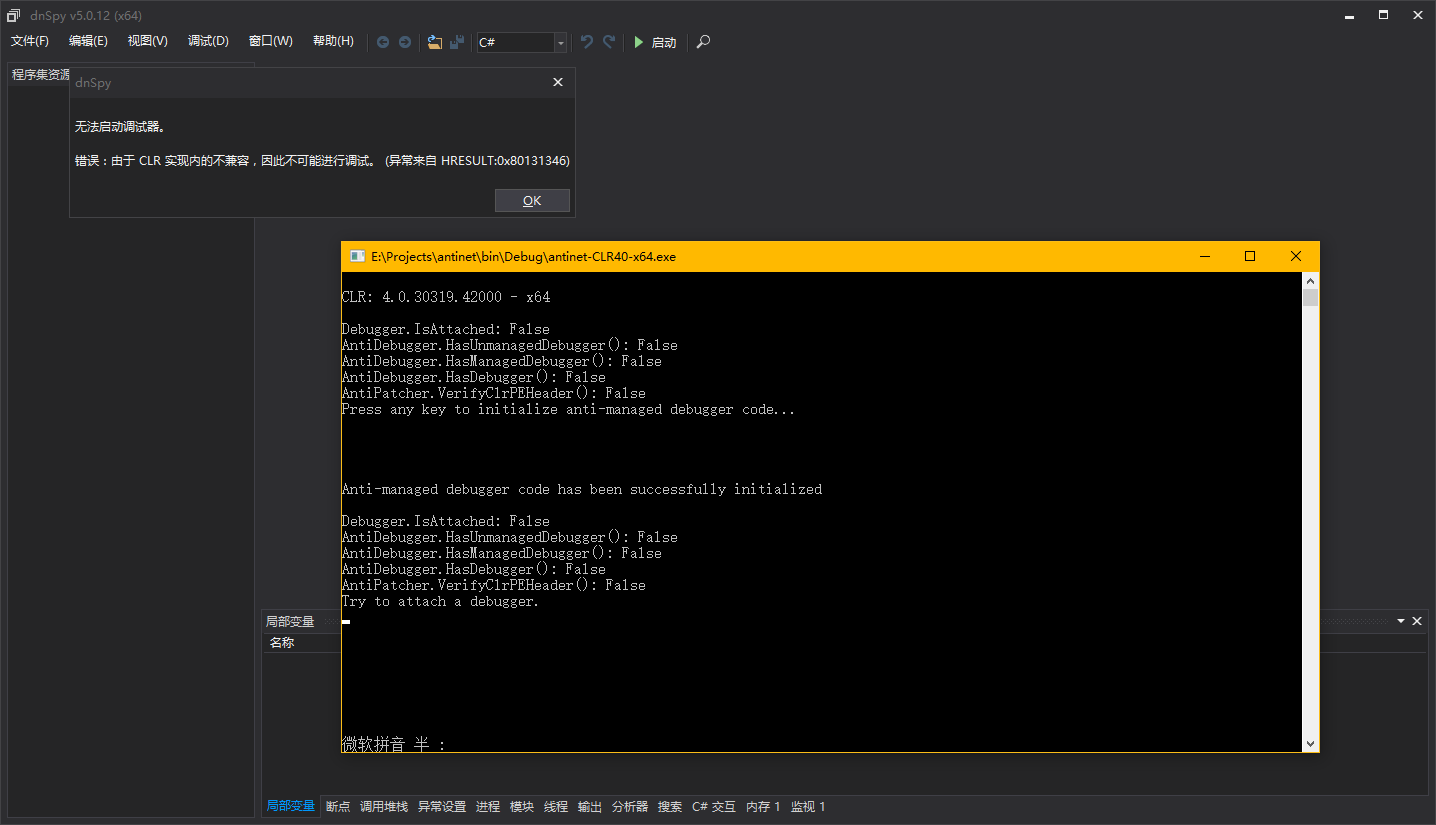 dnSpy v5.0.12 (x64)
文件(F) 编辑(E) 视图(V) 调试(D) 窗口(W) 帮助(H) C# 启动
程序集资源
dnSpy
无法启动调试器。
错误：由于 CLR 实现内的不兼容，因此不可能进行调试。 (异常来自 HRESULT:0x80131346)
OK
E:\Projects\antinet\bin\Debug\antinet-CLR40-x64.exe
CLR: 4.0.30319.42000 - x64
Debugger.IsAttached: False
AntiDebugger.HasUnmanagedDebugger(): False
AntiDebugger.HasManagedDebugger(): False
AntiDebugger.HasDebugger(): False
AntiPatcher.VerifyClrPEHeader(): False
Press any key to initialize anti-managed debugger code...
Anti-managed debugger code has been successfully initialized
Debugger.IsAttached: False
AntiDebugger.HasUnmanagedDebugger(): False
AntiDebugger.HasManagedDebugger(): False
AntiDebugger.HasDebugger(): False
AntiPatcher.VerifyClrPEHeader(): False
Try to attach a debugger.
微软拼音 半 :
局部变量
名称
局部变量 断点 调用堆栈 异常设置 进程 模块 线程 输出 分析器 搜索 C# 交互 内存 1 监视 1